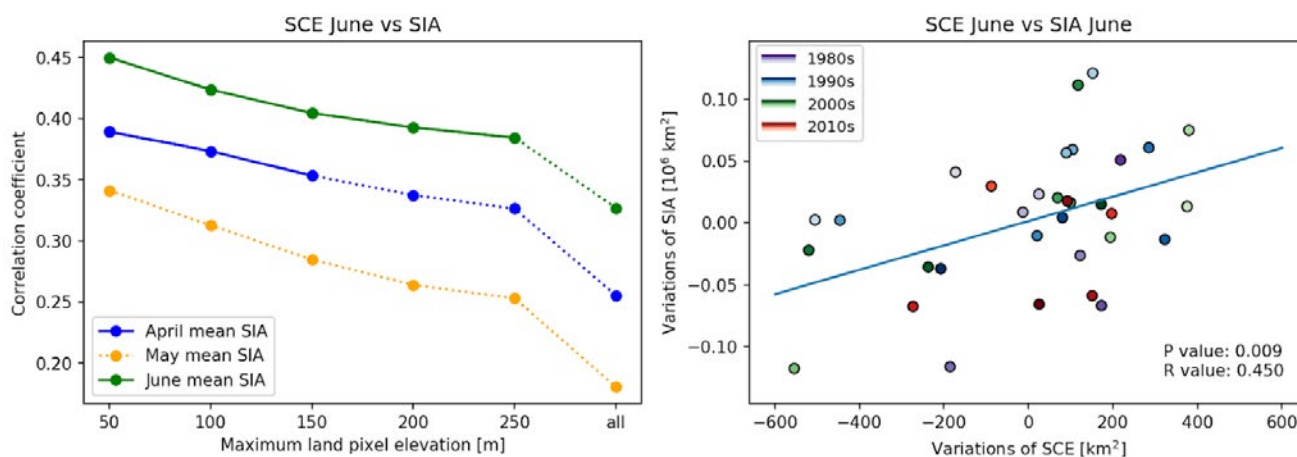 SCE June vs SIA
Correlation coefficient
0.45
0.40
0.35
0.30
0.25
0.20
April mean SIA
May mean SIA
June mean SIA
50 100 150 200 250 all
Maximum land pixel elevation [m]
SCE June vs SIA June
Variations of SIA [10⁶ km²]
0.10
0.05
0.00
−0.05
−0.10
1980s
1990s
2000s
2010s
P value: 0.009
R value: 0.450
−600 −400 −200 0 200 400 600
Variations of SCE [km²]